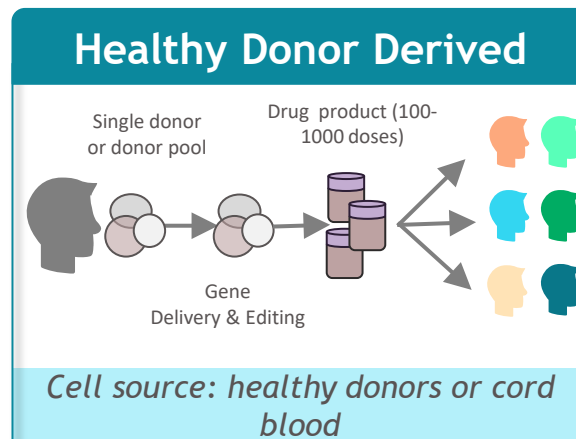 Healthy Donor Derived
Single donor
or donor pool
Drug product (100-
1000 doses)
Gene
Delivery & Editing
Cell source: healthy donors or cord
blood